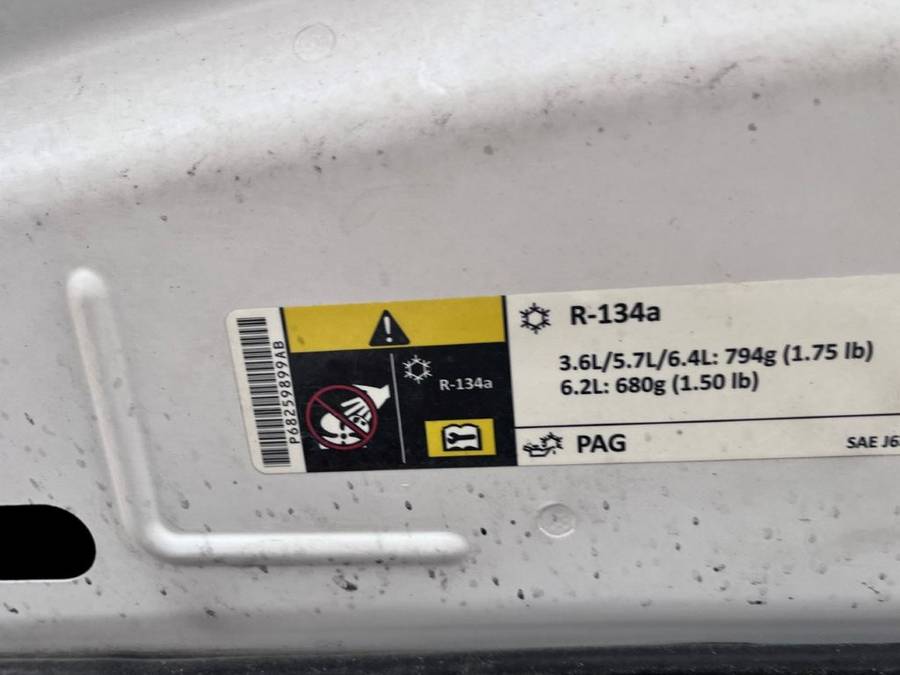 P68259899AB
R-134a
R-134a
3.6L/5.7L/6.4L: 794g (1.75 lb)
6.2L: 680g (1.50 lb)
PAG
SAE